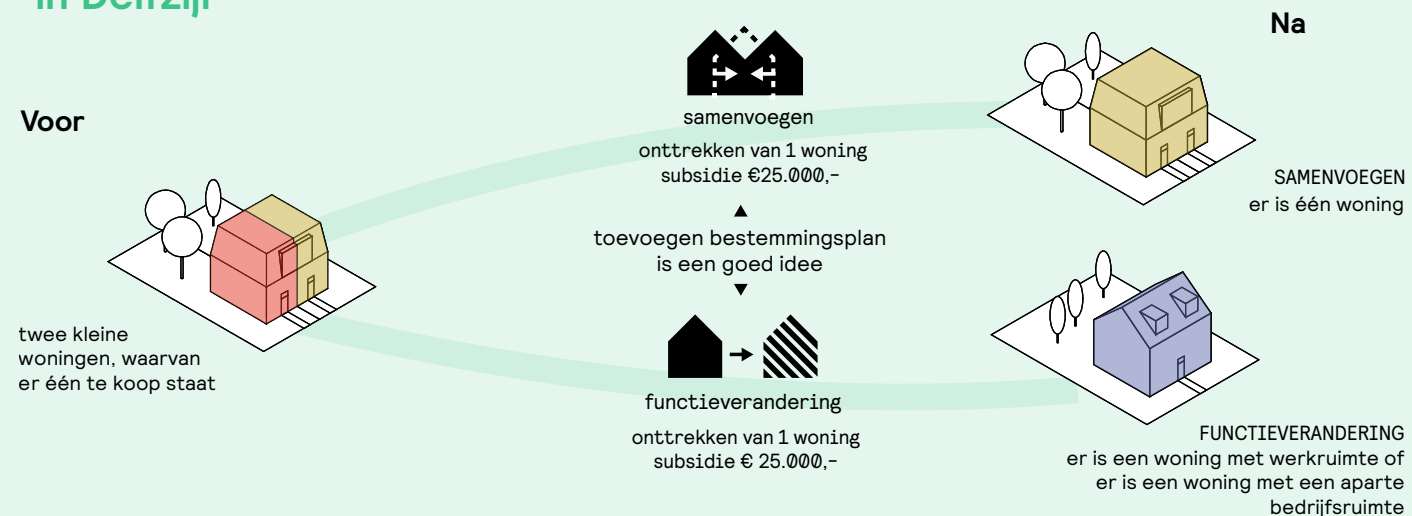 in Delfzijl
Voor
twee kleine
woningen, waarvan
er één te koop staat
samenvoegen
onttrekken van 1 woning
subsidie €25.000,-
toevoegen bestemmingsplan
is een goed idee
functieverandering
onttrekken van 1 woning
subsidie € 25.000,-
Na
SAMENVOEGEN
er is één woning
FUNCTIEVERANDERING
er is een woning met werkruimte of
er is een woning met een aparte
bedrijfsruimte